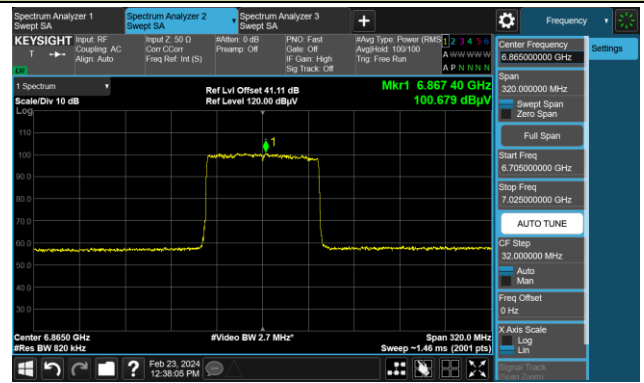 Spectrum Analyzer 1
Swept SA
Spectrum Analyzer 2
Swept SA
Spectrum Analyzer 3
Swept SA
Frequency
KEYSIGHT
Input: RF
Coupling: AC
Align: Auto
Input Z: 50 Ω
Corr CCorr
Freq Ref: Int (S)
#Atten: 0 dB
Preamp: Off
PNO: Fast
Gate: Off
IF Gain: High
Sig Track: Off
#Avg Type: Power (RMS
Avg|Hold: 100/100
Trig: Free Run
1 2 3 4 5 6
A W W W W W
A P N N N N
LXI
1 Spectrum
Scale/Div 10 dB
Log
Ref Lvl Offset 41.11 dB
Ref Level 120.00 dBµV
Mkr1 6.867 40 GHz
100.679 dBµV
1
110
100
90.0
80.0
70.0
60.0
50.0
40.0
30.0
Center 6.8650 GHz
#Res BW 820 kHz
#Video BW 2.7 MHz*
Span 320.0 MHz
Sweep ~1.46 ms (2001 pts)
Center Frequency
6.865000000 GHz
Settings
Span
320.000000 MHz
Swept Span
Zero Span
Full Span
Start Freq
6.705000000 GHz
Stop Freq
7.025000000 GHz
AUTO TUNE
CF Step
32.000000 MHz
Auto
Man
Freq Offset
0 Hz
X Axis Scale
Log
Lin
Signal Track
(Span Zoom)
Feb 23, 2024
12:38:05 PM